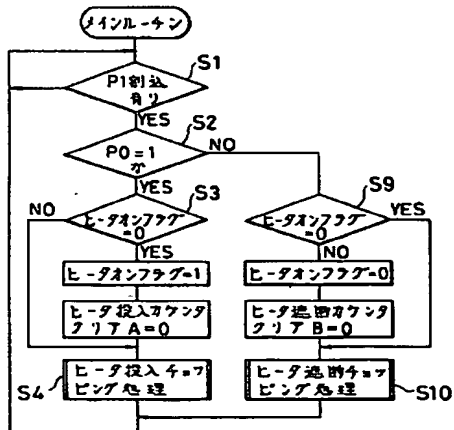 メインルーチン
S1
P1割込
有り
YES
S2
P0=1
か
NO
YES
S3
S9
NO
ヒータオンフラグ
=0
ヒータオンフラグ
=0
YES
YES
NO
ヒータオンフラグ=1
ヒータオンフラグ=0
ヒータ投入カウンタ
クリアA=0
ヒータ遮断カウンタ
クリアB=0
ヒータ投入チョッ
ピング処理
ヒータ遮断チョッ
ピング処理
S4
S10